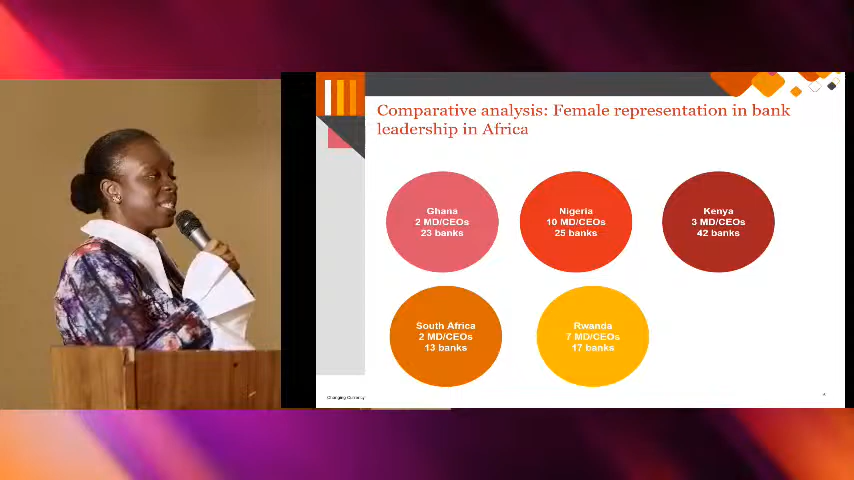 Comparative analysis: Female representation in bank
leadership in Africa
Ghana
2 MD/CEOs
23 banks
Nigeria
10 MD/CEOs
25 banks
Kenya
3 MD/CEOs
42 banks
South Africa
2 MD/CEOs
13 banks
Rwanda
7 MD/CEOs
17 banks
Changing Currency